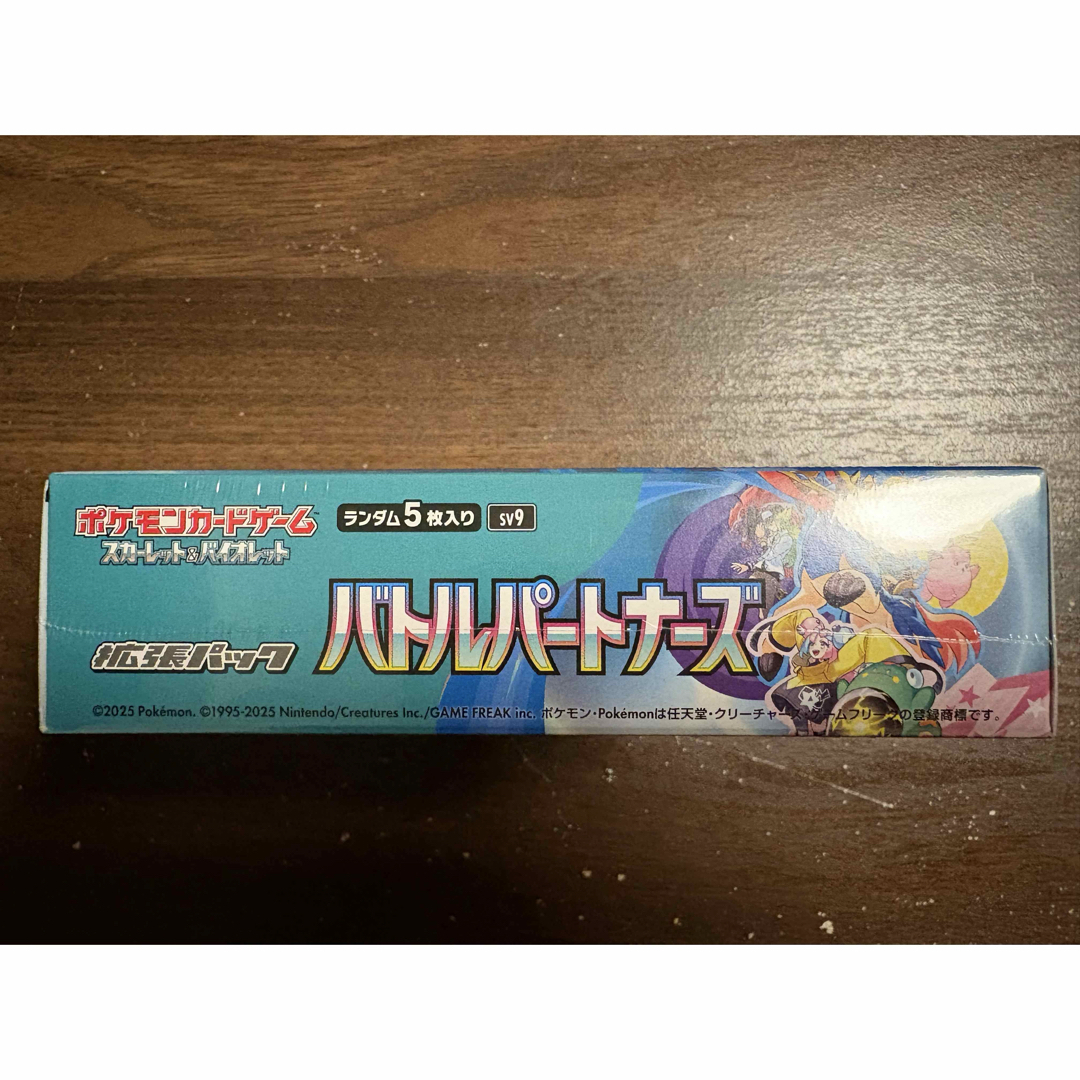 ポケモンカードゲーム™
スカーレット&バイオレット
ランダム5枚入り
SV9
バトルパートナーズ
拡張パック
©2025 Pokémon. ©1995-2025 Nintendo/Creatures Inc./GAME FREAK inc. ポケモン・Pokémonは任天堂・クリーチャーズ・ゲームフリークの登録商標です。